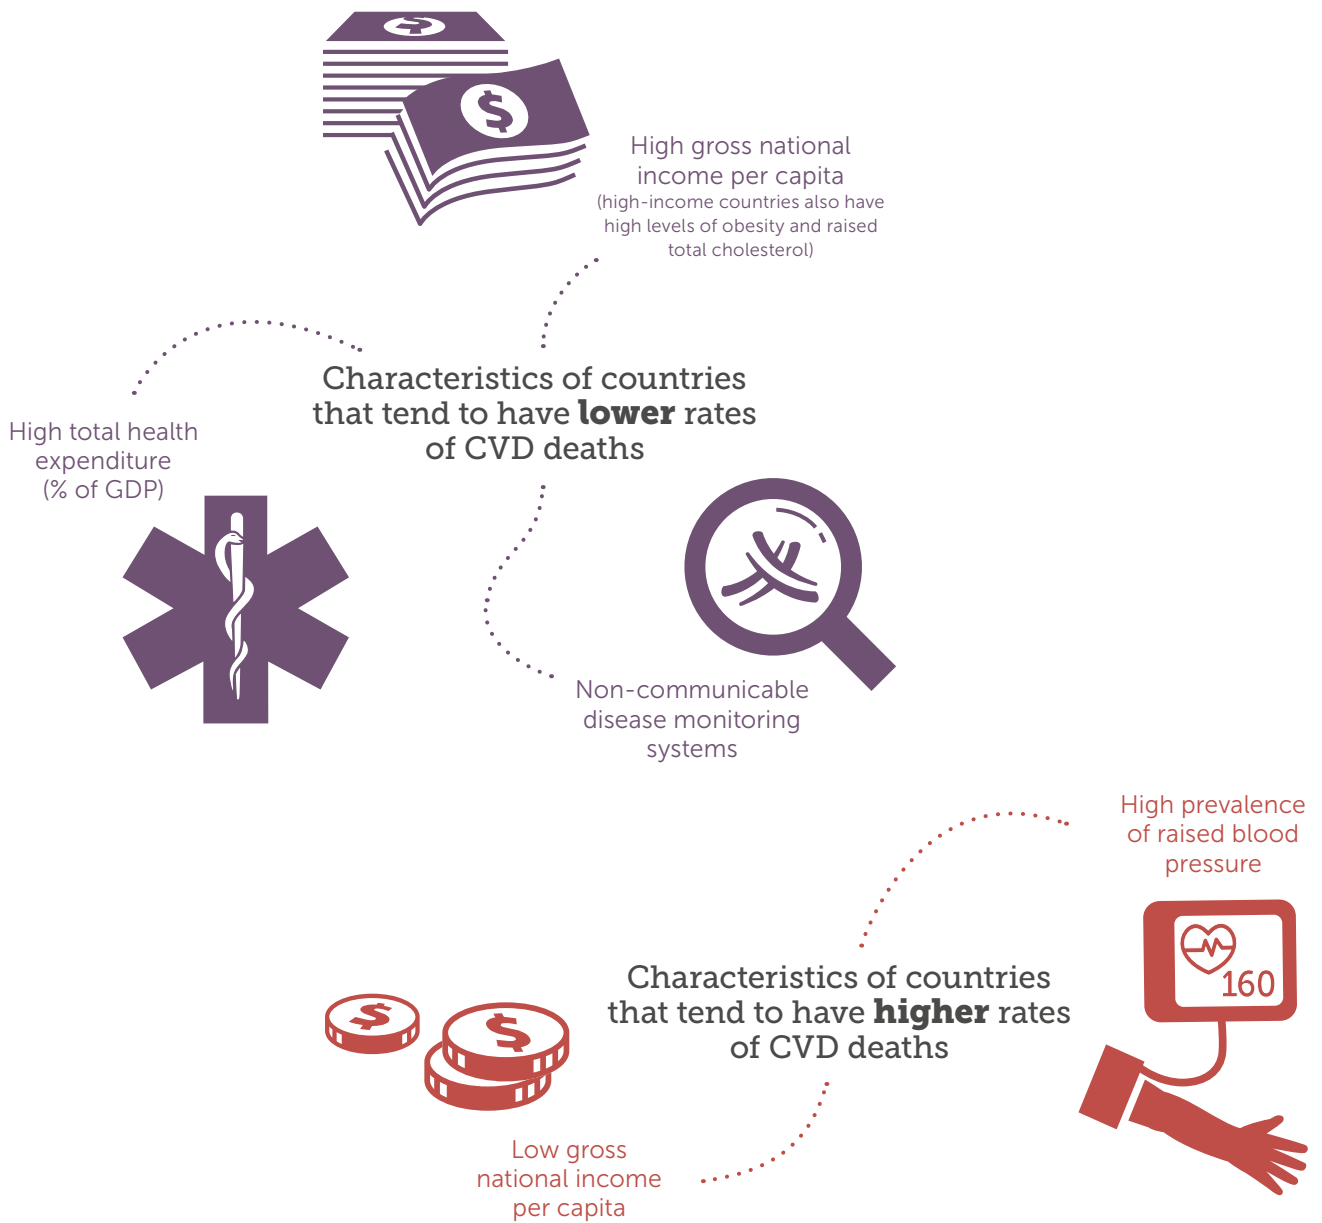 $
$
High gross national
income per capita
(high-income countries also have
high levels of obesity and raised
total cholesterol)
Characteristics of countries
that tend to have lower rates
of CVD deaths
High total health
expenditure
(% of GDP)
Non-communicable
disease monitoring
systems
High prevalence
of raised blood
pressure
160
Characteristics of countries
that tend to have higher rates
of CVD deaths
$
$
Low gross
national income
per capita